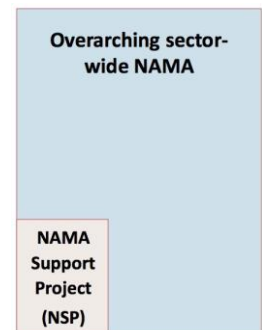 Overarching sector-
wide NAMA
NAMA
Support
Project
(NSP)